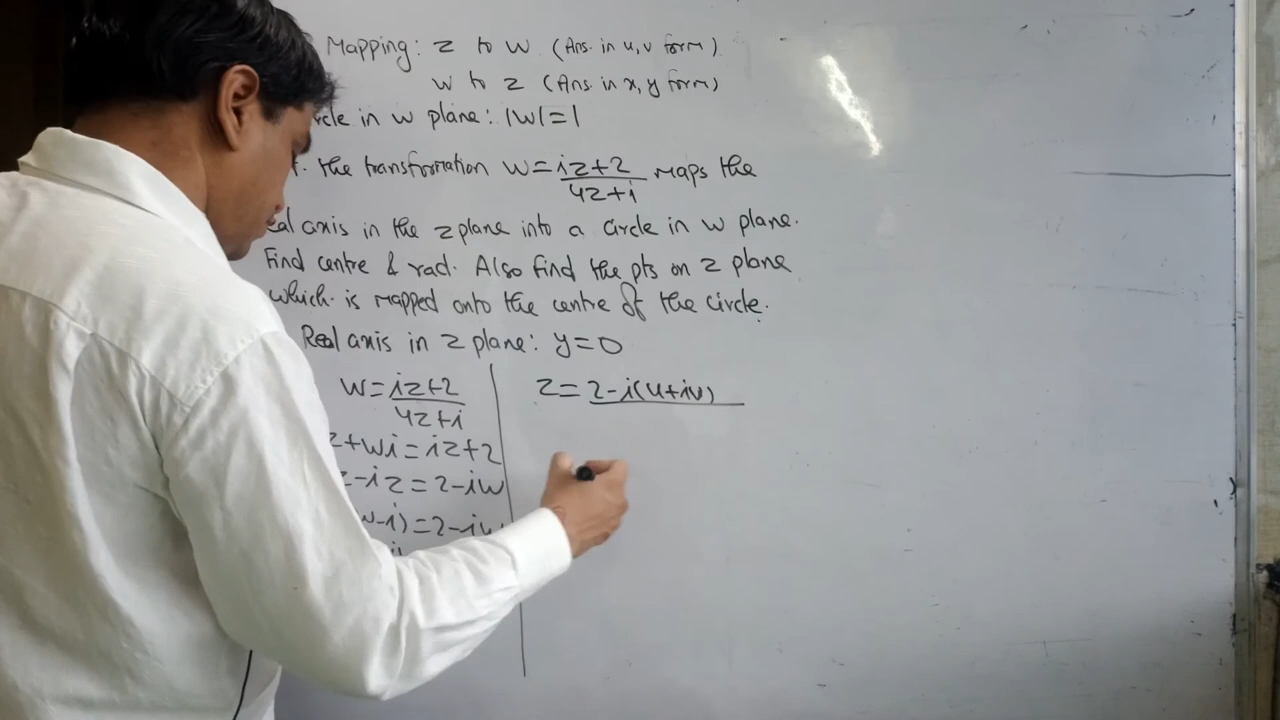 Mapping: z to w (Ans. in u, v form)
w to z (Ans. in x, y form)
in w plane: |w|=1
the transformation w = iz+2 / 4z+i maps the
axis in the z plane into a circle in w plane.
Find centre & rad. Also find the pts on z plane
which is mapped onto the centre of the circle.
Real axis in z plane: y=0
w = iz+2 / 4z+i
z+wi=iz+2
z-iz=2-iw
w-i)=2-iw
z = 2-i(u+iv)